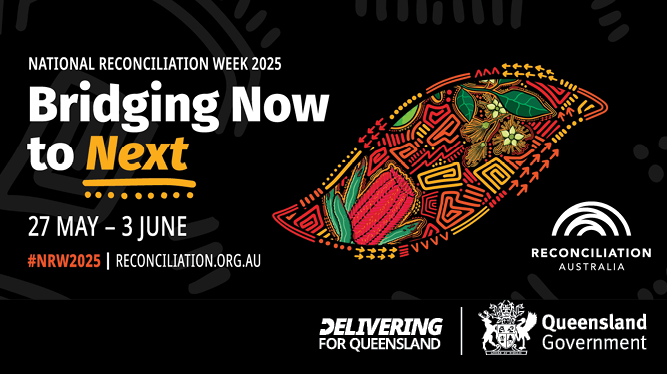 NATIONAL RECONCILIATION WEEK 2025
Bridging Now
to Next
27 MAY – 3 JUNE
#NRW2025 | RECONCILIATION.ORG.AU
RECONCILIATION
AUSTRALIA
DELIVERING
FOR QUEENSLAND
Queensland
Government